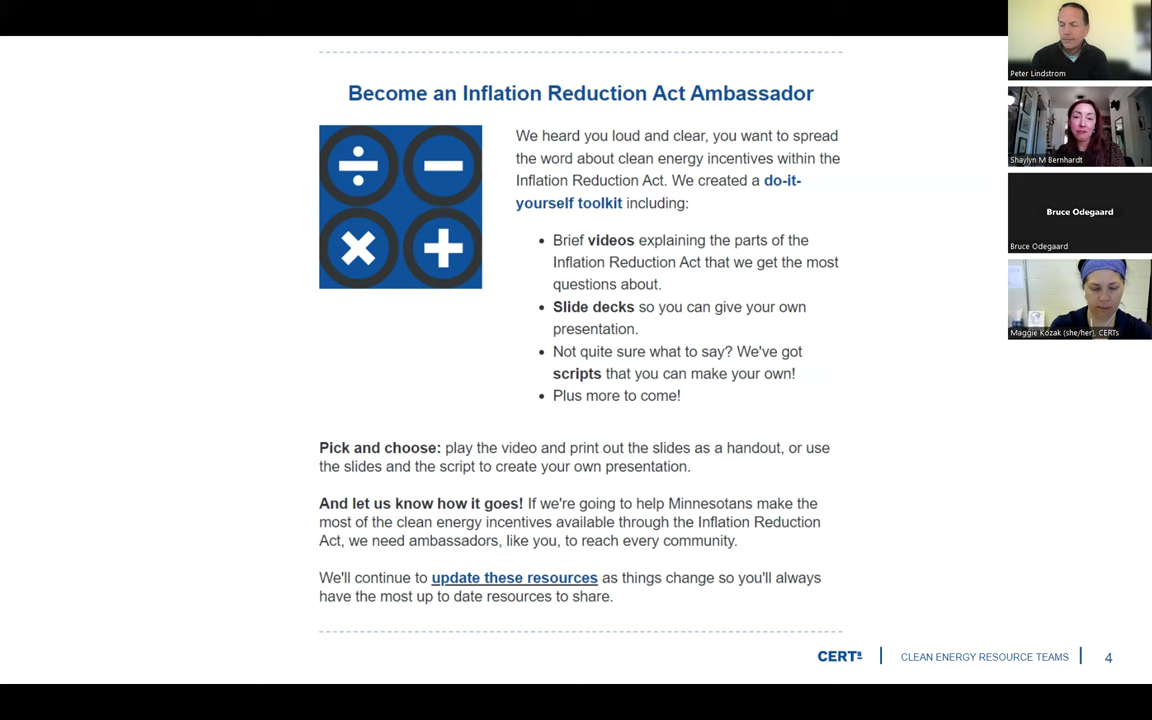 Become an Inflation Reduction Act Ambassador
We heard you loud and clear, you want to spread
the word about clean energy incentives within the
Inflation Reduction Act. We created a do-it-
yourself toolkit including:
• Brief videos explaining the parts of the
Inflation Reduction Act that we get the most
questions about.
• Slide decks so you can give your own
presentation.
• Not quite sure what to say? We've got
scripts that you can make your own!
• Plus more to come!
Pick and choose: play the video and print out the slides as a handout, or use
the slides and the script to create your own presentation.
And let us know how it goes! If we're going to help Minnesotans make the
most of the clean energy incentives available through the Inflation Reduction
Act, we need ambassadors, like you, to reach every community.
We'll continue to update these resources as things change so you'll always
have the most up to date resources to share.
CERTs | CLEAN ENERGY RESOURCE TEAMS | 4
Peter Lindstrom
Shaylyn M Bernhardt
Bruce Odegaard
Bruce Odegaard
Maggie Kozak (she/her), CERTs